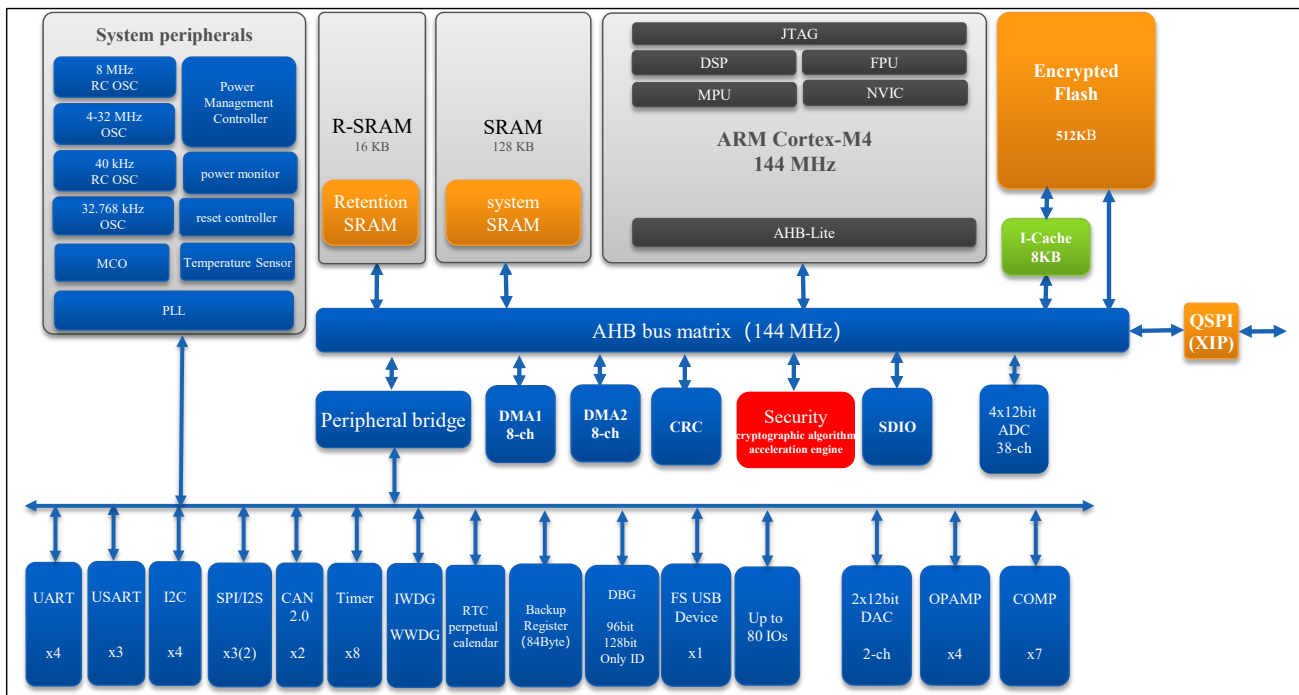 System peripherals
8 MHz
RC OSC
Power
Management
Controller
4-32 MHz
OSC
40 kHz
RC OSC
power monitor
32.768 kHz
OSC
reset controller
MCO
Temperature Sensor
PLL
R-SRAM
16 KB
Retention
SRAM
SRAM
128 KB
system
SRAM
JTAG
DSP
FPU
MPU
NVIC
ARM Cortex-M4
144 MHz
AHB-Lite
Encrypted
Flash
512KB
I-Cache
8KB
AHB bus matrix (144 MHz)
QSPI
(XIP)
Peripheral bridge
DMA1
8-ch
DMA2
8-ch
CRC
Security
cryptographic algorithm
acceleration engine
SDIO
4x12bit
ADC
38-ch
UART
x4
USART
x3
I2C
x4
SPI/I2S
x3(2)
CAN
2.0
x2
Timer
x8
IWDG
WWDG
RTC
perpetual
calendar
Backup
Register
(84Byte)
DBG
96bit
128bit
Only ID
FS USB
Device
x1
Up to
80 IOs
2x12bit
DAC
2-ch
OPAMP
x4
COMP
x7